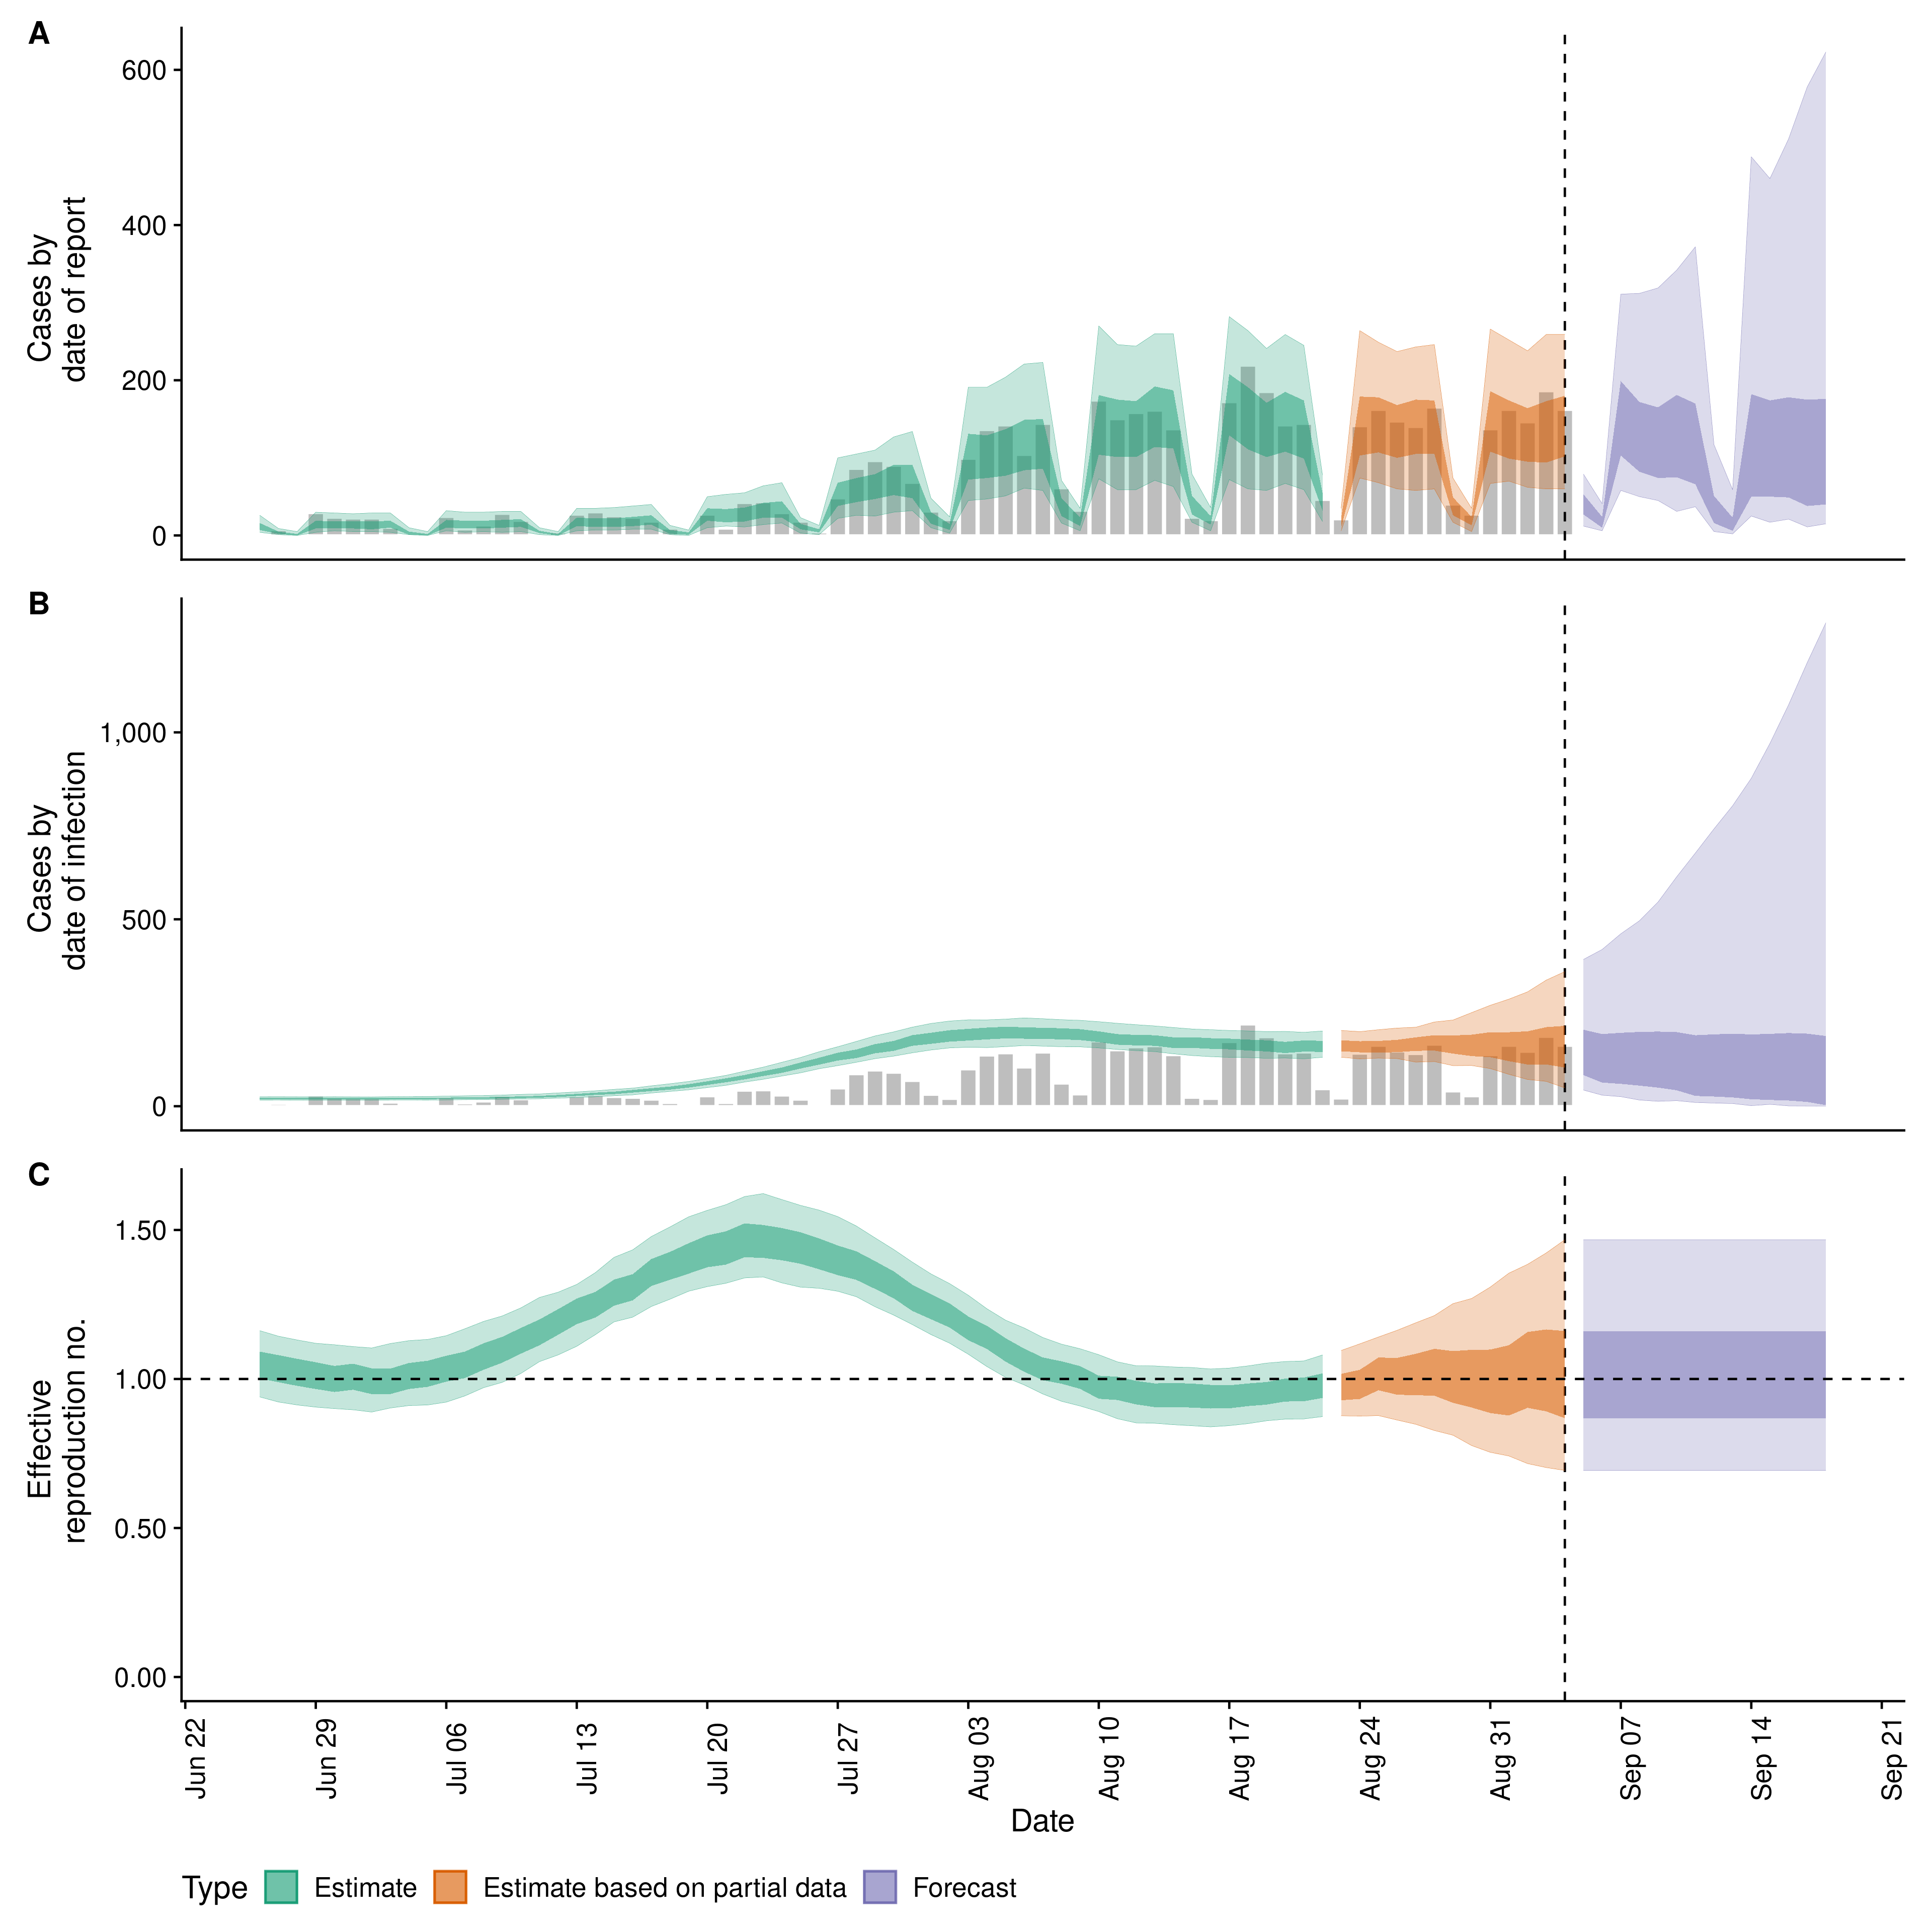 A
600
400
200
0
Cases by
date of report
B
1,000
500
0
Cases by
date of infection
C
1.50
1.00
0.50
0.00
Effective
reproduction no.
Jun 22
Jun 29
Jul 06
Jul 13
Jul 20
Jul 27
Aug 03
Aug 10
Aug 17
Aug 24
Aug 31
Sep 07
Sep 14
Sep 21
Date
Type Estimate Estimate based on partial data Forecast